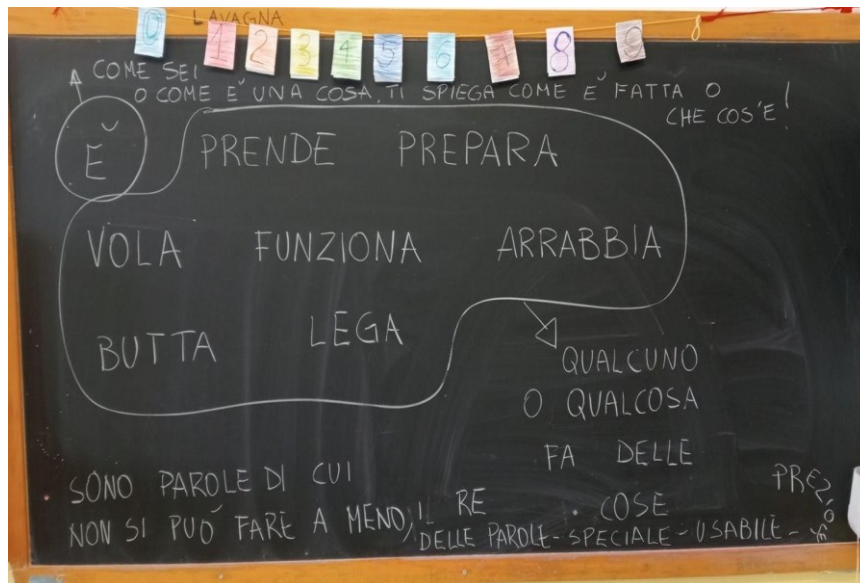 LAVAGNA
0 1 2 3 4 5 6 7 8 9
COME SEI
O COME E' UNA COSA. TI SPIEGA COME E' FATTA O
CHE COS'E'!
È PRENDE PREPARA
VOLA FUNZIONA ARRABBIA
BUTTA LEGA
QUALCUNO
O QUALCOSA
FA DELLE
COSE
SONO PAROLE DI CUI
NON SI PUÒ FARE A MENO, IL RE
DELLE PAROLE - SPECIALE - USABILE -